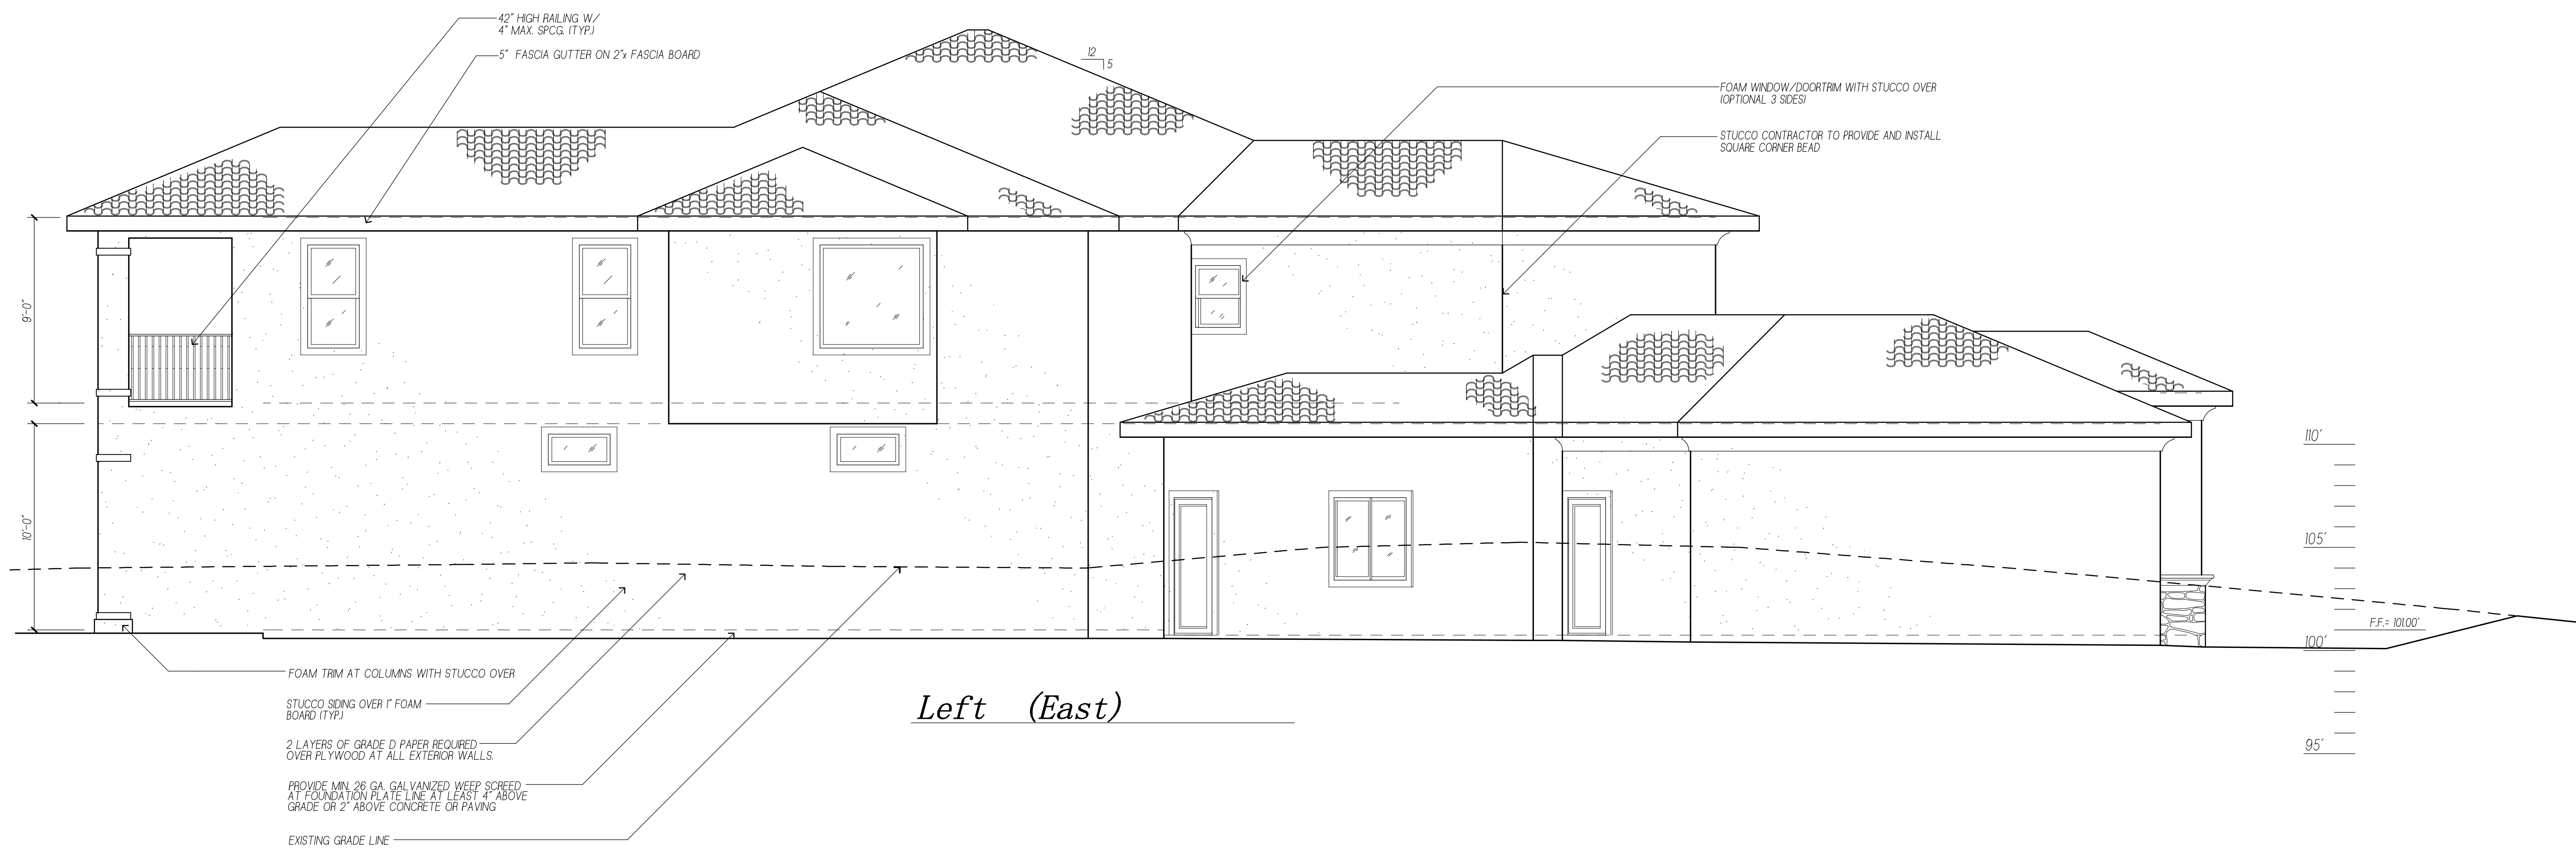 42" HIGH RAILING W/
4" MAX. SPCG. (TYP.)
5" FASCIA GUTTER ON 2"x FASCIA BOARD
12
5
FOAM WINDOW/DOORTRIM WITH STUCCO OVER
(OPTIONAL 3 SIDES)
STUCCO CONTRACTOR TO PROVIDE AND INSTALL
SQUARE CORNER BEAD
9'-0"
10'-0"
110'
105'
F.F.= 101.00'
100'
95'
FOAM TRIM AT COLUMNS WITH STUCCO OVER
STUCCO SIDING OVER 1" FOAM
BOARD (TYP.)
2 LAYERS OF GRADE D PAPER REQUIRED
OVER PLYWOOD AT ALL EXTERIOR WALLS.
PROVIDE MIN. 26 GA. GALVANIZED WEEP SCREED
AT FOUNDATION PLATE LINE AT LEAST 4" ABOVE
GRADE OR 2" ABOVE CONCRETE OR PAVING
EXISTING GRADE LINE
Left (East)